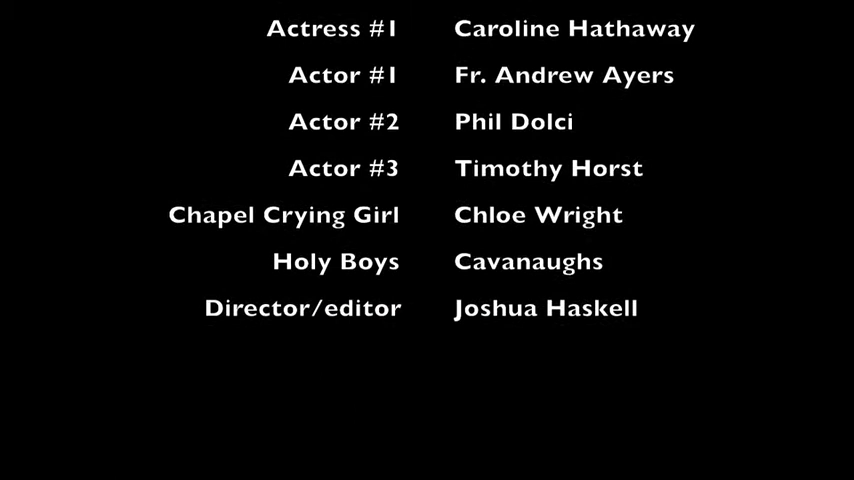 Actress #1 Caroline Hathaway
Actor #1 Fr. Andrew Ayers
Actor #2 Phil Dolci
Actor #3 Timothy Horst
Chapel Crying Girl Chloe Wright
Holy Boys Cavanaughs
Director/editor Joshua Haskell